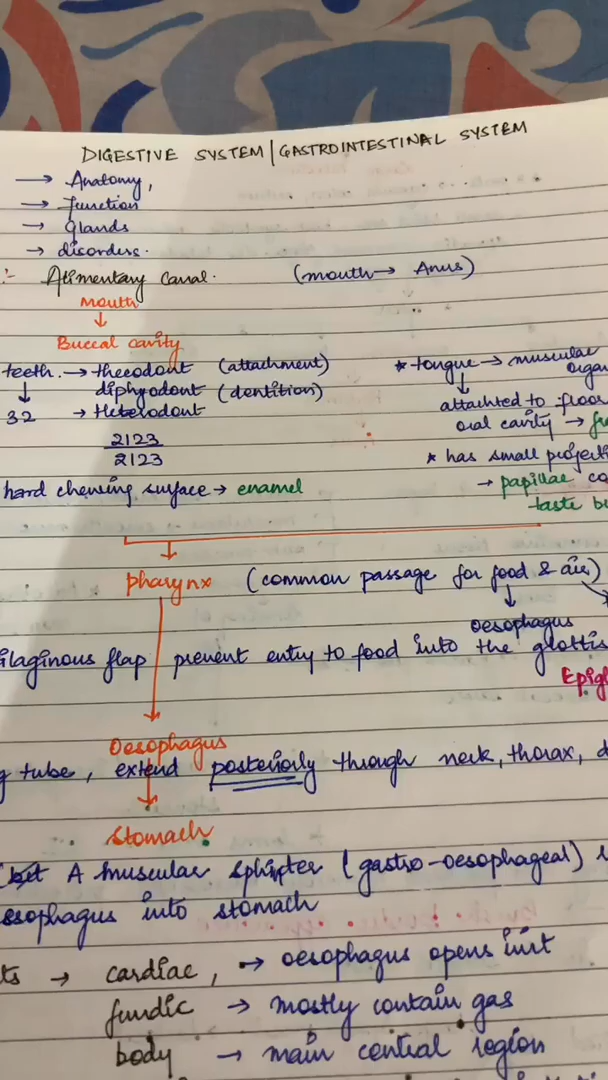 DIGESTIVE SYSTEM | GASTROINTESTINAL SYSTEM
→ Anatomy,
→ function
→ glands
→ disorders.
:- Alimentary canal. (mouth → Anus)
Mouth
↓
Buccal cavity
teeth. → thecodont (attachment)
diphyodont (dentition)
↓
32 → Heterodont
2123
2123
* tongue → muscular
↓
attachted to floor
oral cavity →
* has small
→ papillae
taste
hard chewing surface → enamel
↓
pharynx (common passage for food & air)
↓
oesophagus
flap prevent entry to food into the glottis
↓
Oesophagus
tube, extend posteriorly through neck, thorax,
↓
Stomach
A muscular sphincter (gastro-oesophageal)
into stomach
→ cardiac, → oesophagus opens
fundic → mostly contain gas
body → main central region